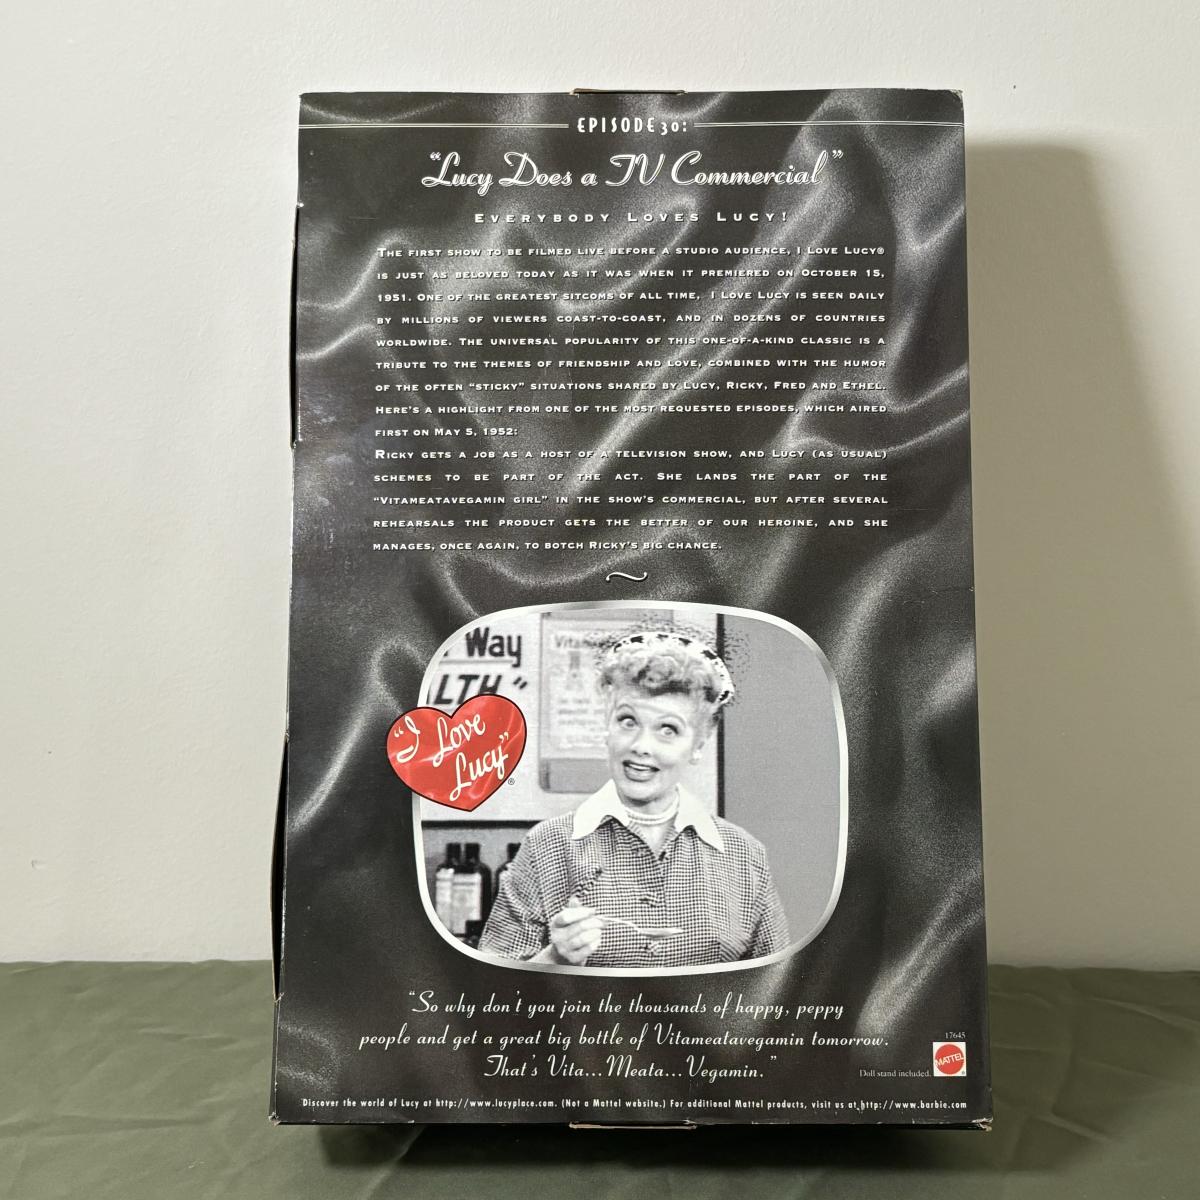 EPISODE 30:
"Lucy Does a TV Commercial"
EVERYBODY LOVES LUCY!
THE FIRST SHOW TO BE FILMED LIVE BEFORE A STUDIO AUDIENCE, I LOVE LUCY®
IS JUST AS BELOVED TODAY AS IT WAS WHEN IT PREMIERED ON OCTOBER 15,
1951. ONE OF THE GREATEST SITCOMS OF ALL TIME, I LOVE LUCY IS SEEN DAILY
BY MILLIONS OF VIEWERS COAST-TO-COAST, AND IN DOZENS OF COUNTRIES
WORLDWIDE. THE UNIVERSAL POPULARITY OF THIS ONE-OF-A-KIND CLASSIC IS A
TRIBUTE TO THE THEMES OF FRIENDSHIP AND LOVE, COMBINED WITH THE HUMOR
OF THE OFTEN "STICKY" SITUATIONS SHARED BY LUCY, RICKY, FRED AND ETHEL.
HERE'S A HIGHLIGHT FROM ONE OF THE MOST REQUESTED EPISODES, WHICH AIRED
FIRST ON MAY 5, 1952:
RICKY GETS A JOB AS A HOST OF A TELEVISION SHOW, AND LUCY (AS USUAL)
SCHEMES TO BE PART OF THE ACT. SHE LANDS THE PART OF THE
"VITAMEATAVEGAMIN GIRL" IN THE SHOW'S COMMERCIAL, BUT AFTER SEVERAL
REHEARSALS THE PRODUCT GETS THE BETTER OF OUR HEROINE, AND SHE
MANAGES, ONCE AGAIN, TO BOTCH RICKY'S BIG CHANCE.
Way
LTH"
Vita
"I Love
Lucy"®
"So why don't you join the thousands of happy, peppy
people and get a great big bottle of Vitameatavegamin tomorrow.
That's Vita...Meata...Vegamin."
17645
MATTEL
Doll stand included.
Discover the world of Lucy at http://www.lucyplace.com. (Not a Mattel website.) For additional Mattel products, visit us at http://www.barbie.com